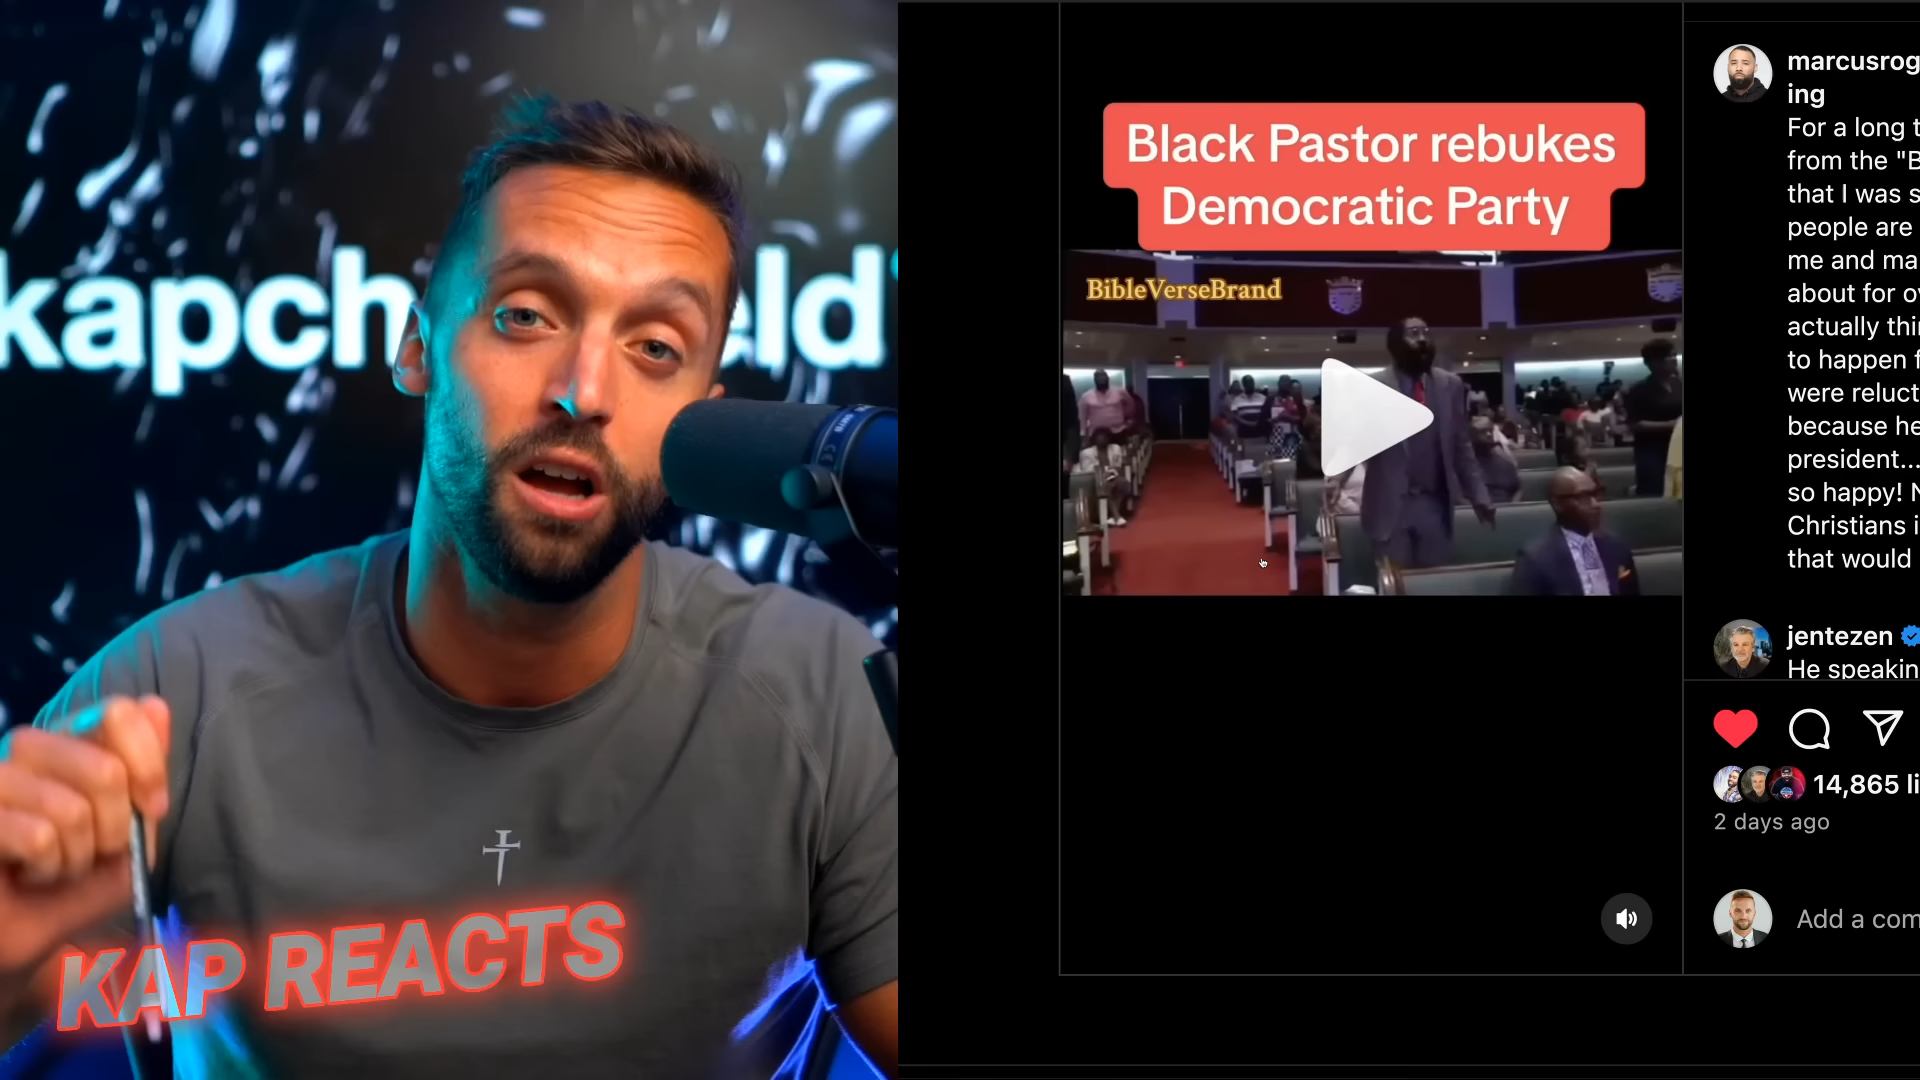 kapch
eld
KAP REACTS
Black Pastor rebukes
Democratic Party
BibleVerseBrand
marcusrog
ing
For a long t
from the "B
that I was s
people are
me and ma
about for ov
actually thi
to happen f
were reluct
because he
president...
so happy! N
Christians i
that would
jentezen
He speakin
14,865 li
2 days ago
Add a com